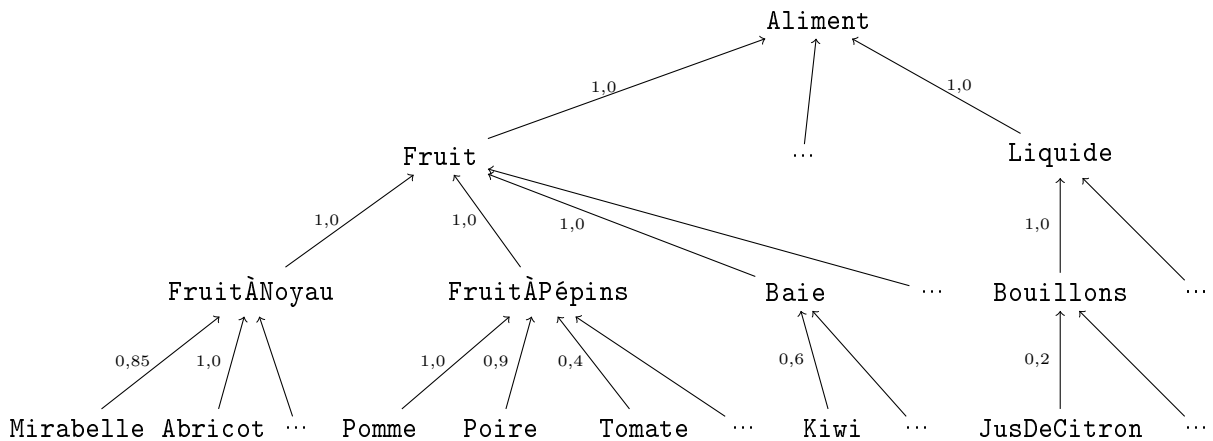 Aliment
1,0 1,0
Fruit ... Liquide
1,0 1,0 1,0 1,0
FruitÀNoyau FruitÀPépins Baie ... Bouillons ...
0,85 1,0 1,0 0,9 0,4 0,6 0,2
Mirabelle Abricot ... Pomme Poire Tomate ... Kiwi ... JusDeCitron ...